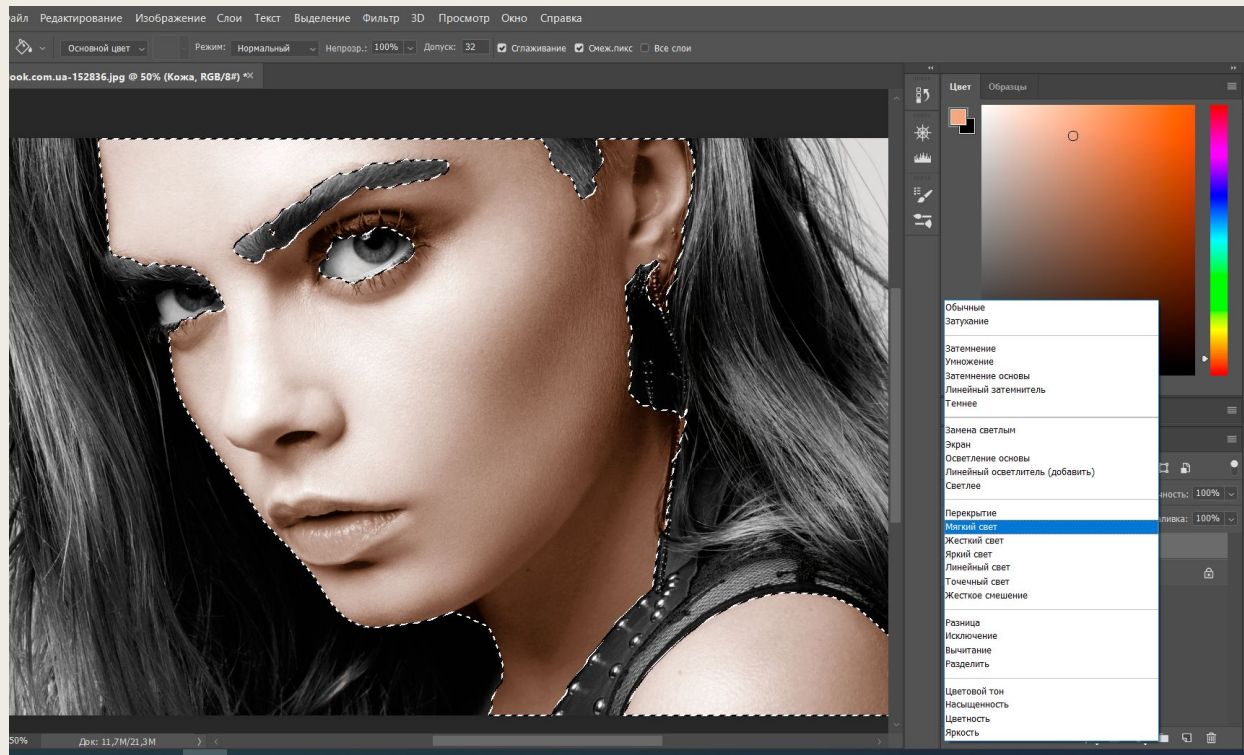 айл Редактирование Изображение Слои Текст Выделение Фильтр 3D Просмотр Окно Справка
Основной цвет Режим: Нормальный Непрозр.: 100% Допуск: 32 Сглаживание Смеж.пикс Все слои
ook.com.ua-152836.jpg @ 50% (Кожа, RGB/8#) *
Цвет Образцы
Обычные
Затухание
Затемнение
Умножение
Затемнение основы
Линейный затемнитель
Темнее
Замена светлым
Экран
Осветление основы
Линейный осветлитель (добавить)
Светлее
чность: 100%
Перекрытие
Мягкий свет
ливка: 100%
Жесткий свет
Яркий свет
Линейный свет
Точечный свет
Жесткое смешение
Разница
Исключение
Вычитание
Разделить
Цветовой тон
Насыщенность
Цветность
Яркость
50% Док: 11,7M/21,3M